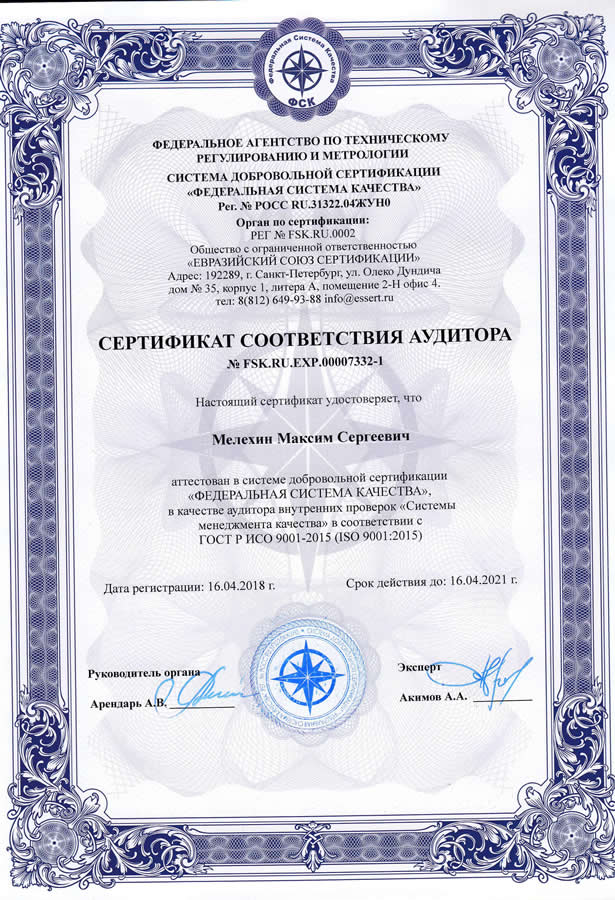 Федеральная Система Качества
ФСК
ФЕДЕРАЛЬНОЕ АГЕНТСТВО ПО ТЕХНИЧЕСКОМУ
РЕГУЛИРОВАНИЮ И МЕТРОЛОГИИ
СИСТЕМА ДОБРОВОЛЬНОЙ СЕРТИФИКАЦИИ
«ФЕДЕРАЛЬНАЯ СИСТЕМА КАЧЕСТВА»
Рег. № РОСС RU.31322.04ЖУН0
Орган по сертификации:
РЕГ № FSK.RU.0002
Общество с ограниченной ответственностью
«ЕВРАЗИЙСКИЙ СОЮЗ СЕРТИФИКАЦИИ»
Адрес: 192289, г. Санкт-Петербург, ул. Олеко Дундича
дом № 35, корпус 1, литера А, помещение 2-Н офис 4.
тел: 8(812) 649-93-88 info@essert.ru
СЕРТИФИКАТ СООТВЕТСТВИЯ АУДИТОРА
№ FSK.RU.EXP.00007332-1
Настоящий сертификат удостоверяет, что
Мелехин Максим Сергеевич
аттестован в системе добровольной сертификации
«ФЕДЕРАЛЬНАЯ СИСТЕМА КАЧЕСТВА»,
в качестве аудитора внутренних проверок «Системы
менеджмента качества» в соответствии с
ГОСТ Р ИСО 9001-2015 (ISO 9001:2015)
Дата регистрации: 16.04.2018 г.
Срок действия до: 16.04.2021 г.
Руководитель органа
Арендарь А.В.
Эксперт
Акимов А.А.